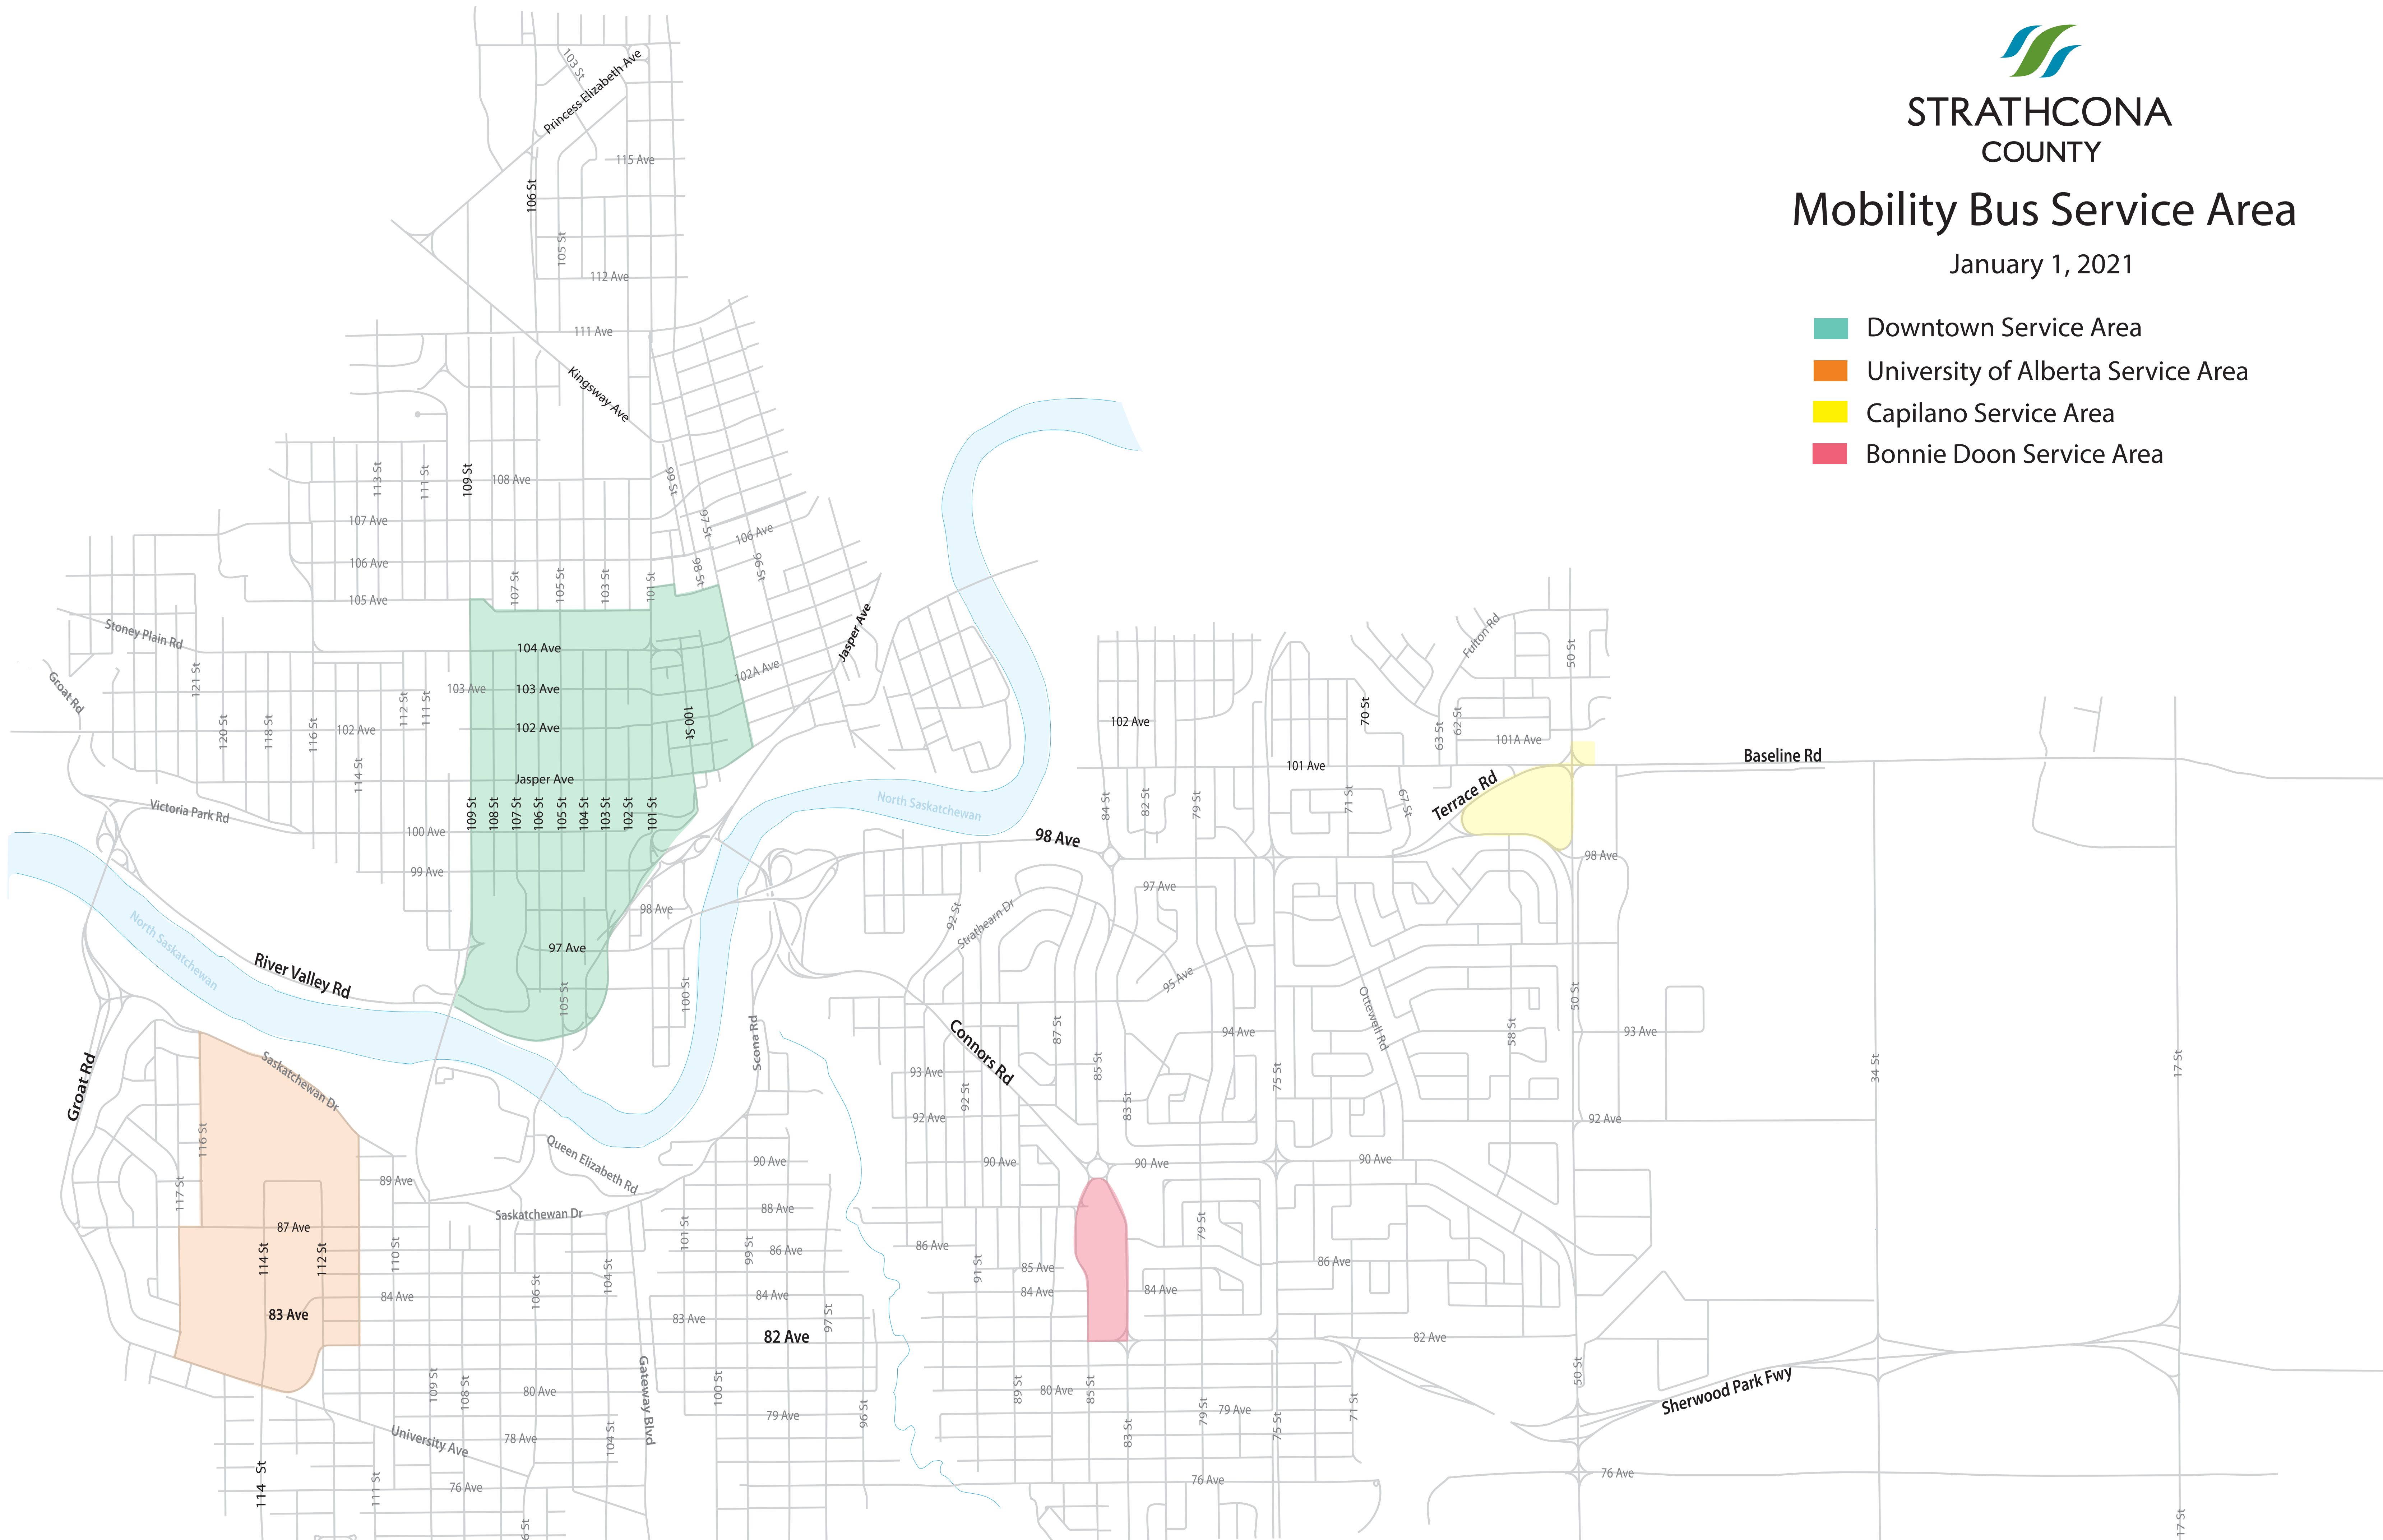 STRATHCONA
COUNTY
Mobility Bus Service Area
January 1, 2021
Downtown Service Area
University of Alberta Service Area
Capilano Service Area
Bonnie Doon Service Area
103 St
Princess Elizabeth Ave
115 Ave
106 St
105 St
112 Ave
111 Ave
Kingsway Ave
113 St
111 St
109 St
108 Ave
99 St
107 Ave
97 St
106 Ave
106 Ave
96 St
98 St
107 St
105 St
103 St
101 St
105 Ave
Stoney Plain Rd
104 Ave
Jasper Ave
102A Ave
121 St
Groat Rd
103 Ave
103 Ave
112 St
111 St
100 St
120 St
118 St
116 St
102 Ave
102 Ave
114 St
Jasper Ave
Victoria Park Rd
109 St
108 St
107 St
106 St
105 St
104 St
103 St
102 St
101 St
100 Ave
99 Ave
98 Ave
97 Ave
105 St
100 St
North Saskatchewan
North Saskatchewan
River Valley Rd
Fulton Rd
50 St
70 St
102 Ave
63 St
62 St
101A Ave
101 Ave
Baseline Rd
Terrace Rd
84 St
82 St
79 St
71 St
67 St
98 Ave
98 Ave
97 Ave
92 St
Strathearn Dr
95 Ave
Ottewell Rd
50 St
58 St
94 Ave
93 Ave
87 St
85 St
83 St
75 St
34 St
17 St
Connors Rd
93 Ave
92 St
92 Ave
92 Ave
90 Ave
90 Ave
90 Ave
Scona Rd
Groat Rd
Saskatchewan Dr
116 St
117 St
Queen Elizabeth Rd
90 Ave
89 Ave
88 Ave
Saskatchewan Dr
87 Ave
114 St
112 St
110 St
101 St
99 St
86 Ave
86 Ave
79 St
86 Ave
91 St
85 Ave
84 Ave
84 Ave
84 Ave
106 St
104 St
84 Ave
83 Ave
83 Ave
97 St
82 Ave
82 Ave
Gateway Blvd
109 St
108 St
80 Ave
100 St
79 Ave
96 St
89 St
80 Ave
85 St
83 St
79 St
79 Ave
75 St
71 St
50 St
Sherwood Park Fwy
University Ave
78 Ave
104 St
114 St
111 St
76 Ave
76 Ave
76 Ave
6 St
17 St